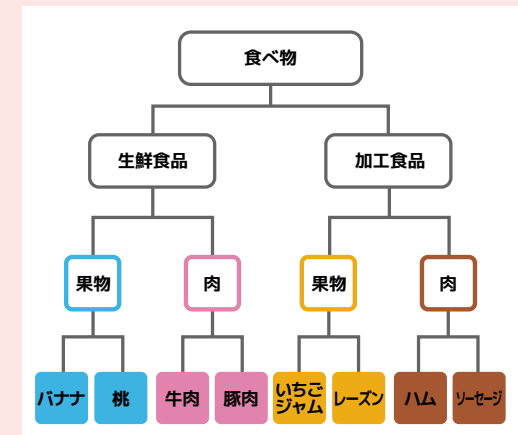 食べ物
生鮮食品
加工食品
果物
肉
果物
肉
バナナ
桃
牛肉
豚肉
いちご
ジャム
レーズン
ハム
ソーセージ